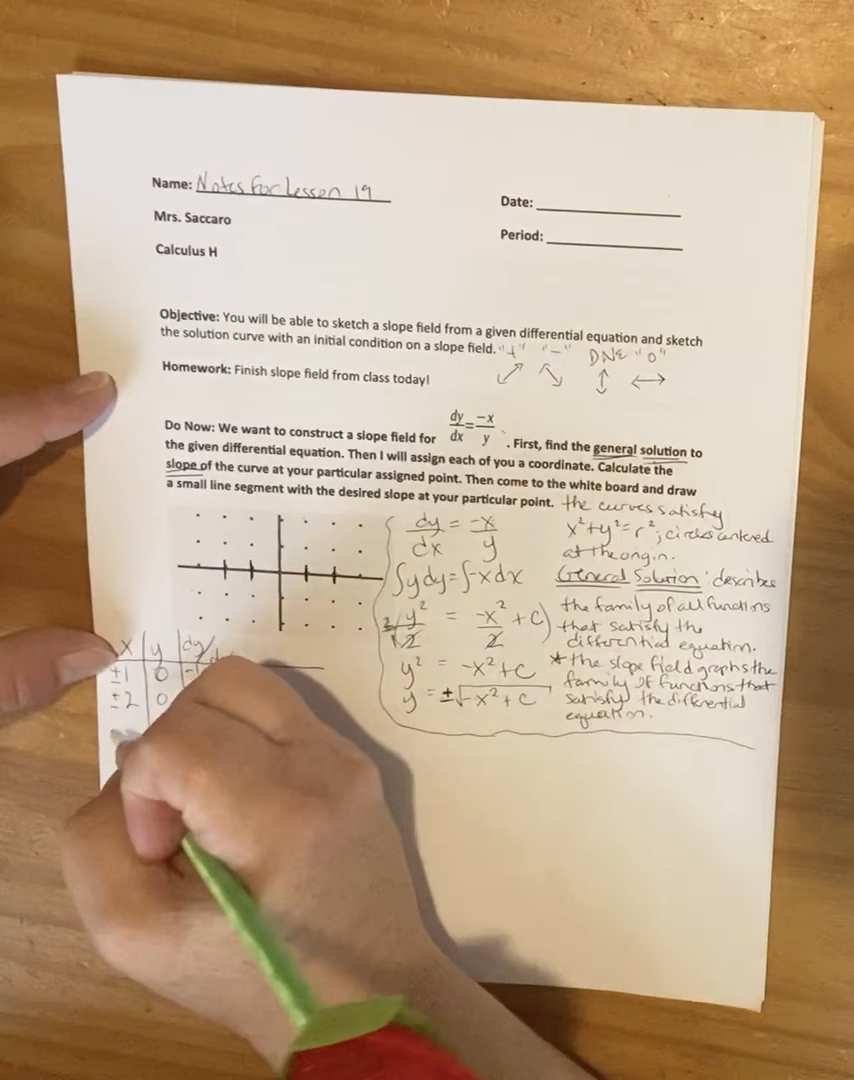 Name: Notes for Lesson 19
Date:
Mrs. Saccaro
Period:
Calculus H
Objective: You will be able to sketch a slope field from a given differential equation and sketch
the solution curve with an initial condition on a slope field. "+" "-" DNE "0"
Homework: Finish slope field from class today!
Do Now: We want to construct a slope field for dy/dx = -x/y . First, find the general solution to
the given differential equation. Then I will assign each of you a coordinate. Calculate the
slope of the curve at your particular assigned point. Then come to the white board and draw
a small line segment with the desired slope at your particular point.
dy/dx = -x/y
∫ydy = ∫-xdx
y²/2 = -x²/2 + C)
y² = -x² + C
y = ±√-x² + C
the curves satisfy
x² + y² = r²; circles centered
at the origin.
General Solution: describes
the family of all functions
that satisfy the
differential equation.
* the slope field graphs the
family of functions that
satisfy the differential
equation.
x y dy/
±1 0
±2 0